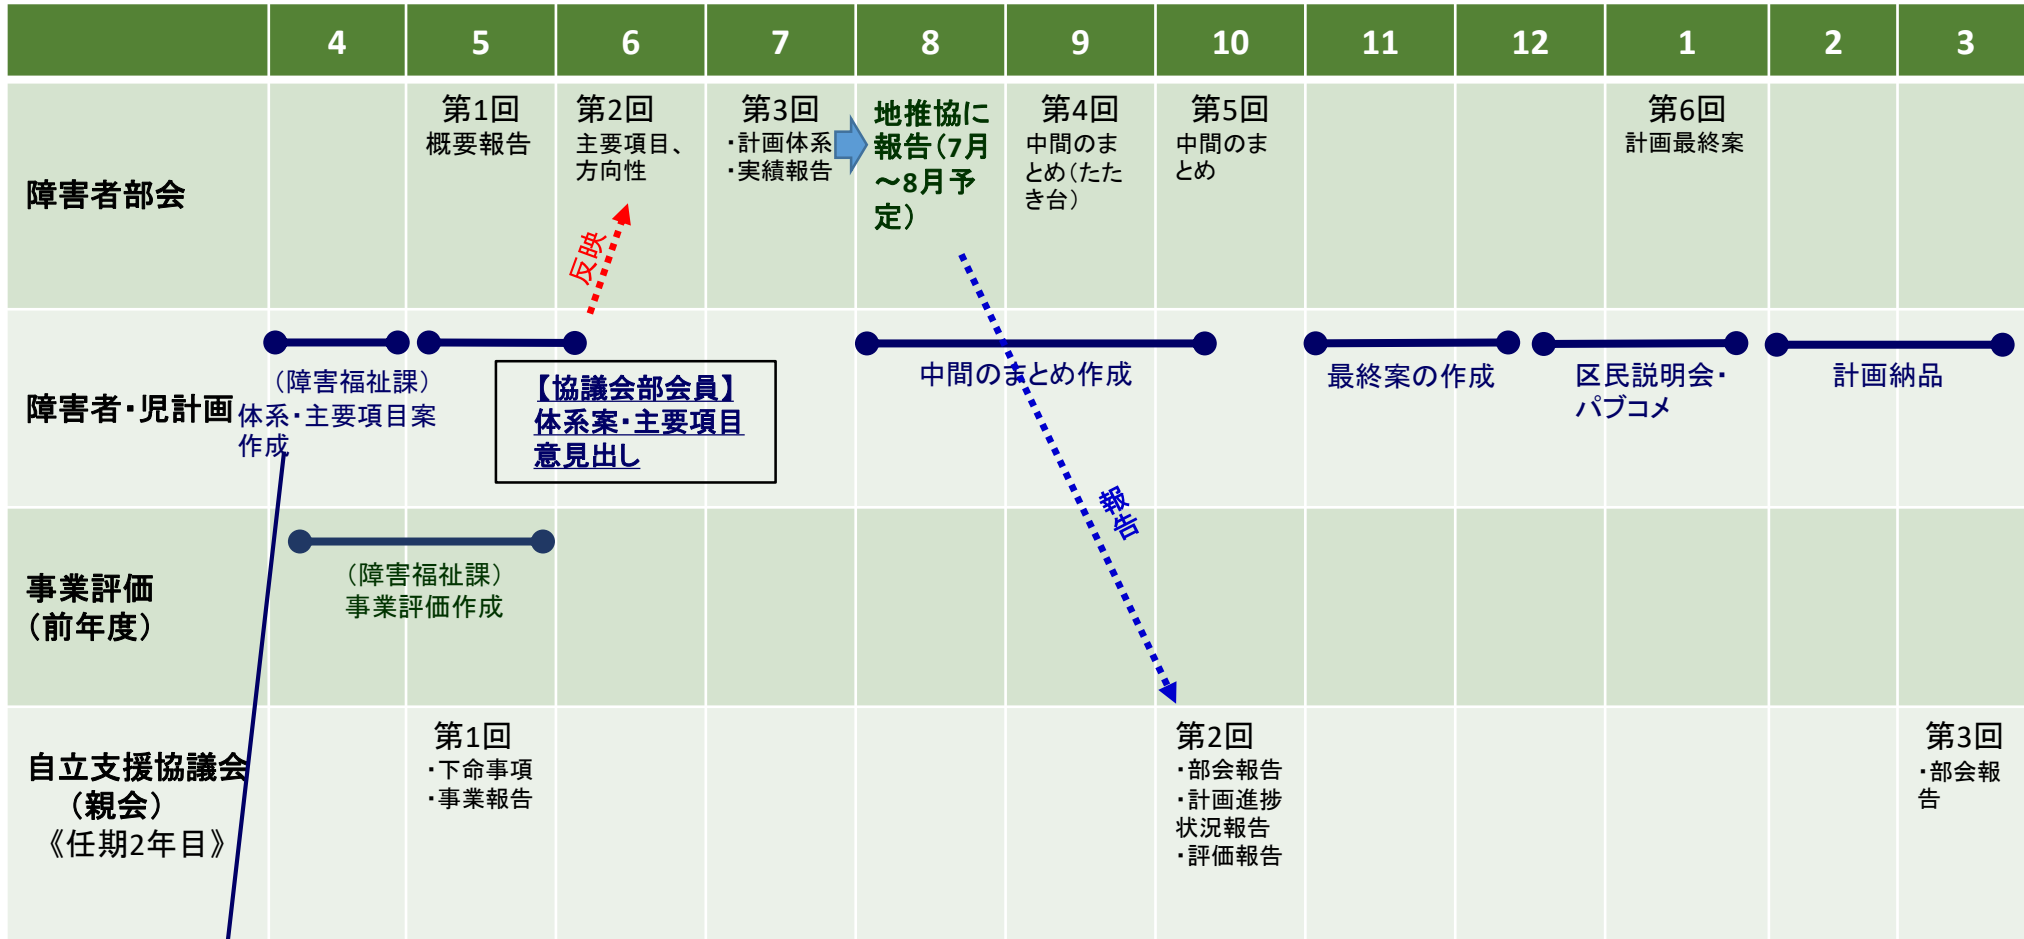 4 5 6 7 8 9 10 11 12 1 2 3
障害者部会
第1回
概要報告
第2回
主要項目、
方向性
第3回
・計画体系
・実績報告
地推協に
報告(7月
～8月予
定)
第4回
中間のま
とめ(たた
き台)
第5回
中間のま
とめ
第6回
計画最終案
反映
障害者・児計画
(障害福祉課)
体系・主要項目案
作成
【協議会部会員】
体系案・主要項目
意見出し
中間のまとめ作成
最終案の作成
区民説明会・
パブコメ
計画納品
報告
事業評価
(前年度)
(障害福祉課)
事業評価作成
自立支援協議会
(親会)
《任期2年目》
第1回
・下命事項
・事業報告
第2回
・部会報告
・計画進捗
状況報告
・評価報告
第3回
・部会報
告